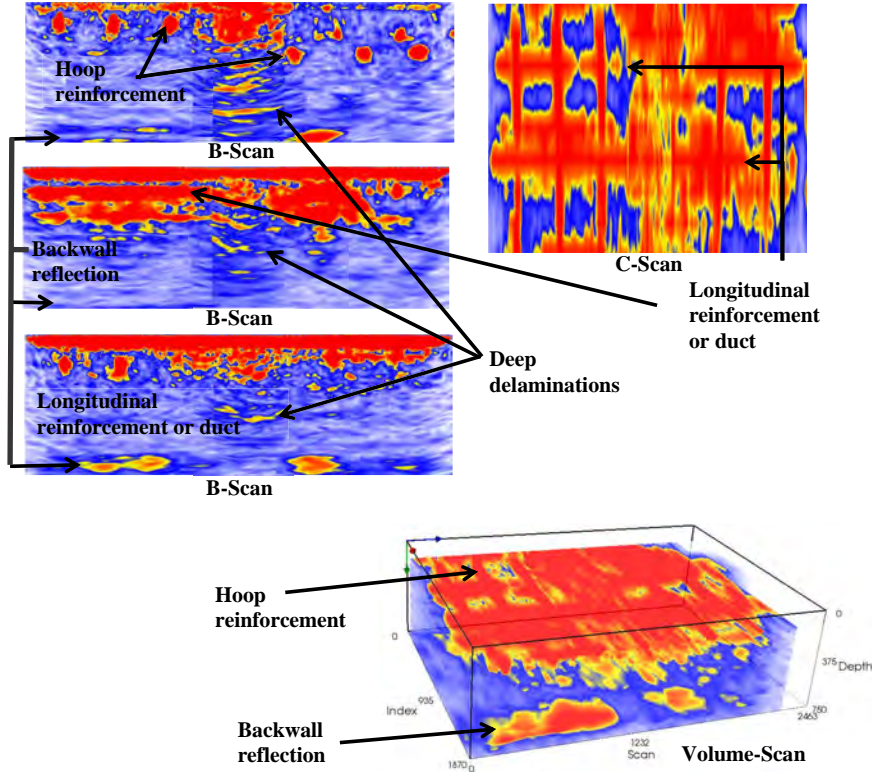 Hoop
reinforcement
B-Scan
Backwall
reflection
B-Scan
Longitudinal
reinforcement or duct
B-Scan
Deep
delaminations
C-Scan
Longitudinal
reinforcement
or duct
Hoop
reinforcement
Backwall
reflection
0
935
Index
1870
0
1232
Scan
2463
750
375
Depth
0
Volume-Scan